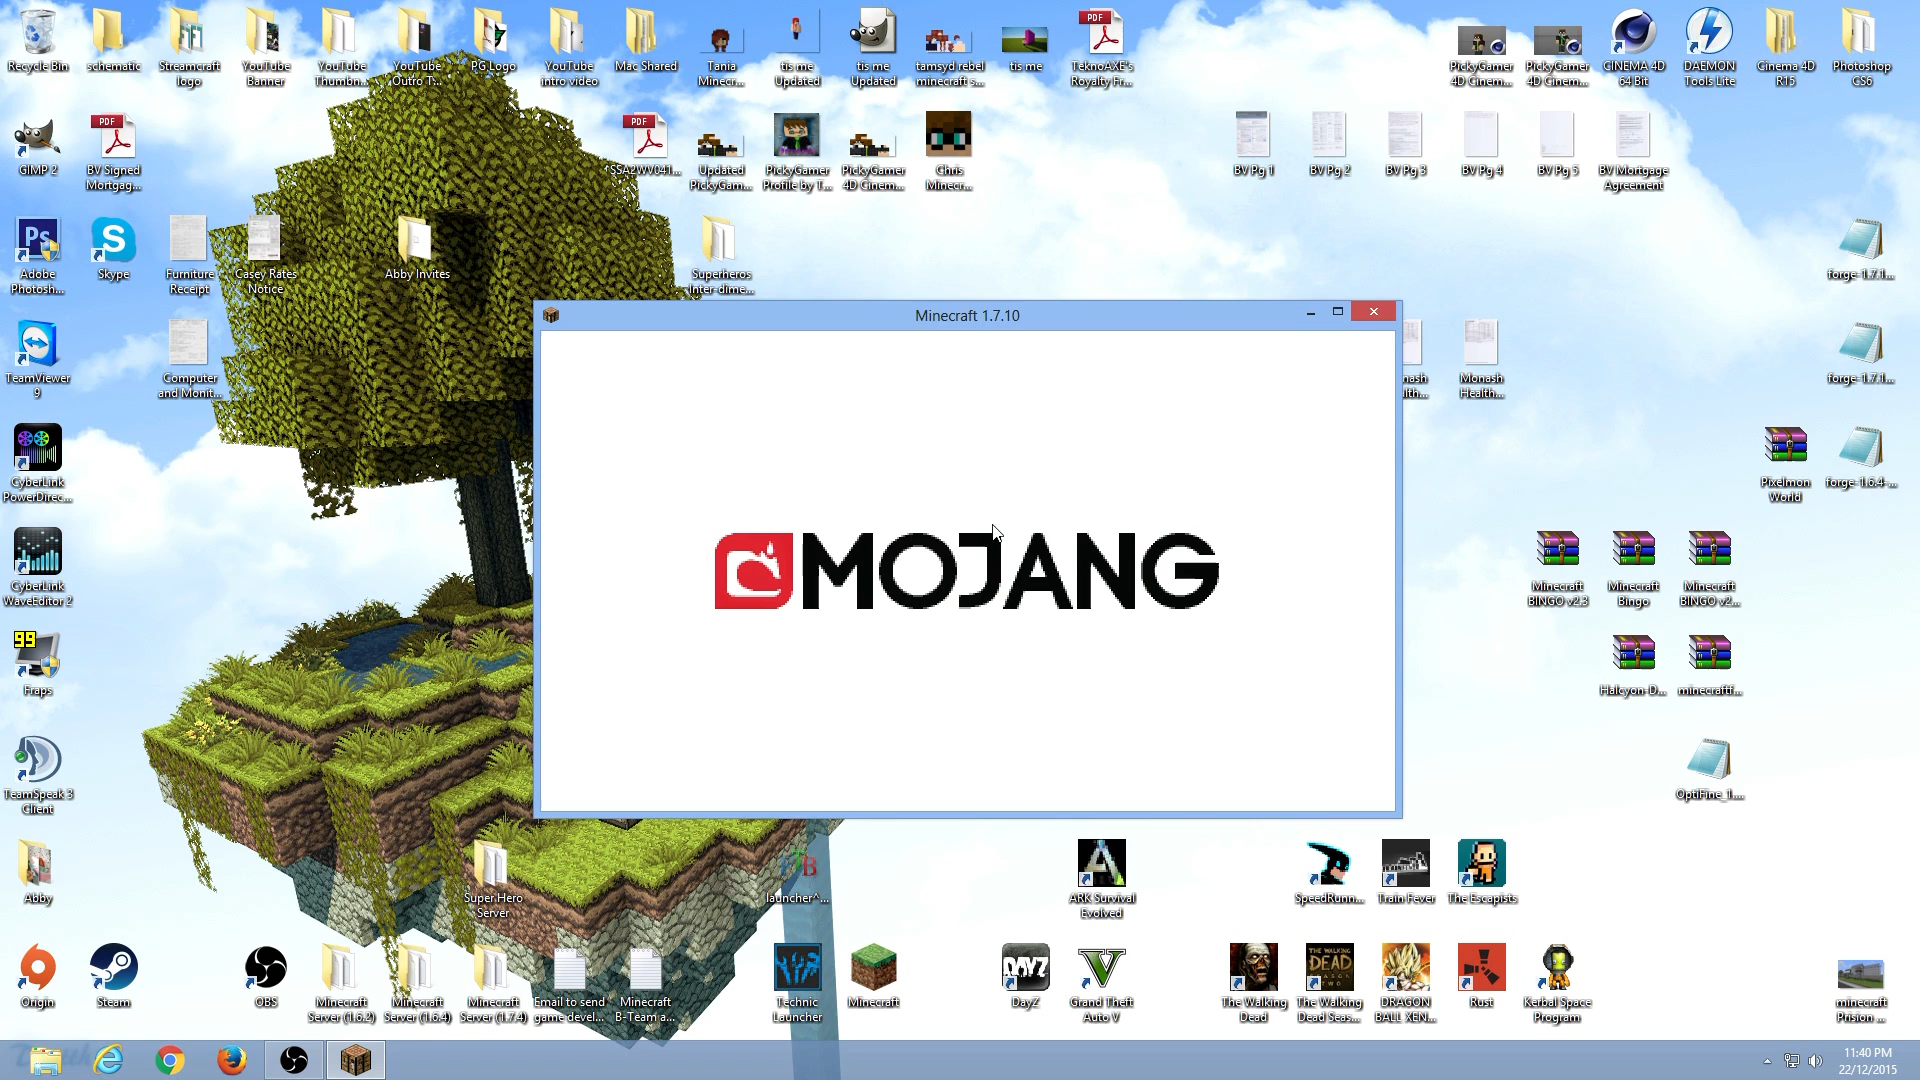 Recycle Bin
schematic
Streamcraft
logo
YouTube
Banner
YouTube
Thumbn...
YouTube
Outro T...
PG Logo
YouTube
intro video
Mac Shared
Tania
Minecr...
tis me
Updated
tis me
Updated
tamsyd rebel
minecraft s...
tis me
PDF
TeknoAXE's
Royalty Fr...
PickyGamer
4D Cinem...
PickyGamer
4D Cinem...
CINEMA 4D
64 Bit
DAEMON
Tools Lite
Cinema 4D
R15
Photoshop
CS6
GIMP 2
PDF
BV Signed
Mortgag...
PDF
SSA2WV041...
Updated
PickyGam...
PickyGamer
Profile by T...
PickyGamer
4D Cinem...
Chris
Minecr...
BV Pg 1
BV Pg 2
BV Pg 3
BV Pg 4
BV Pg 5
BV Mortgage
Agreement
Ps
Adobe
Photosh...
Skype
Furniture
Receipt
Casey Rates
Notice
Abby Invites
Superheros
Inter-dime...
forge-1.7.1...
Minecraft 1.7.10
MOJANG
TeamViewer
9
Computer
and Monit...
nash
lth...
Monash
Health...
forge-1.7.1...
CyberLink
PowerDirec...
Pixelmon
World
forge-1.6.4-...
CyberLink
WaveEditor 2
Minecraft
BINGO v2.3
Minecraft
Bingo
Minecraft
BINGO v2...
99
Fraps
Halcyon-D...
minecraftf...
TeamSpeak 3
Client
OptiFine_1....
Abby
Super Hero
Server
launcher^...
ARK Survival
Evolved
SpeedRunn...
Train Fever
The Escapists
Origin
Steam
OBS
Minecraft
Server (1.6.2)
Minecraft
Server (1.6.4)
Minecraft
Server (1.7.4)
Email to send
game devel...
Minecraft
B-Team a...
Technic
Launcher
Minecraft
DAYZ
DayZ
Grand Theft
Auto V
The Walking
Dead
THE WALKING
DEAD
The Walking
Dead Seas...
DRAGON
BALL XEN...
Rust
Kerbal Space
Program
minecraft
Prision ...
11:40 PM
22/12/2015